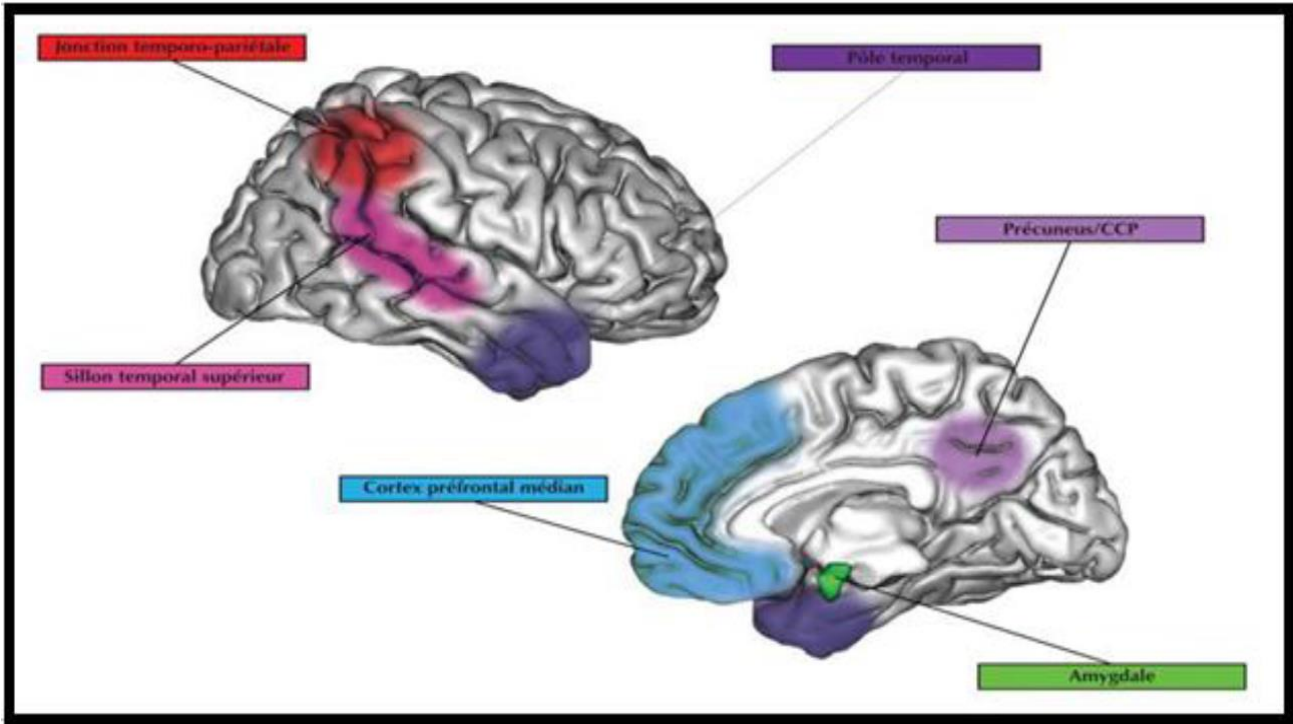 Jonction temporo-pariétale
Pôle temporal
Précuneus/CCP
Sillon temporal supérieur
Cortex préfrontal médian
Amygdale